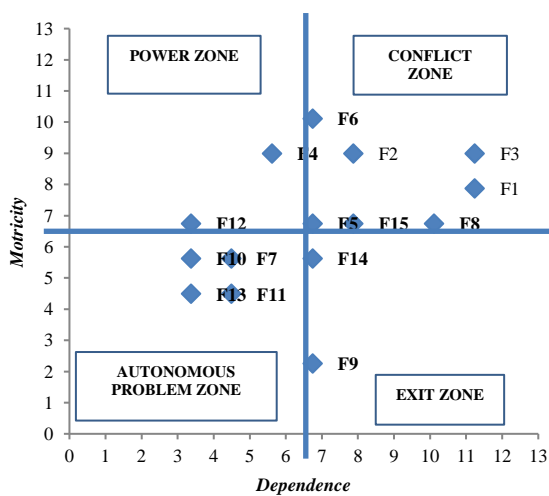 13
12
11
10
9
8
7
6
5
4
3
2
1
0
Motricity
POWER ZONE
CONFLICT
ZONE
F6
F4 F2 F3
F1
F12 F5 F15 F8
F10 F7 F14
F13 F11
F9
AUTONOMOUS
PROBLEM ZONE
EXIT ZONE
0 1 2 3 4 5 6 7 8 9 10 11 12 13
Dependence